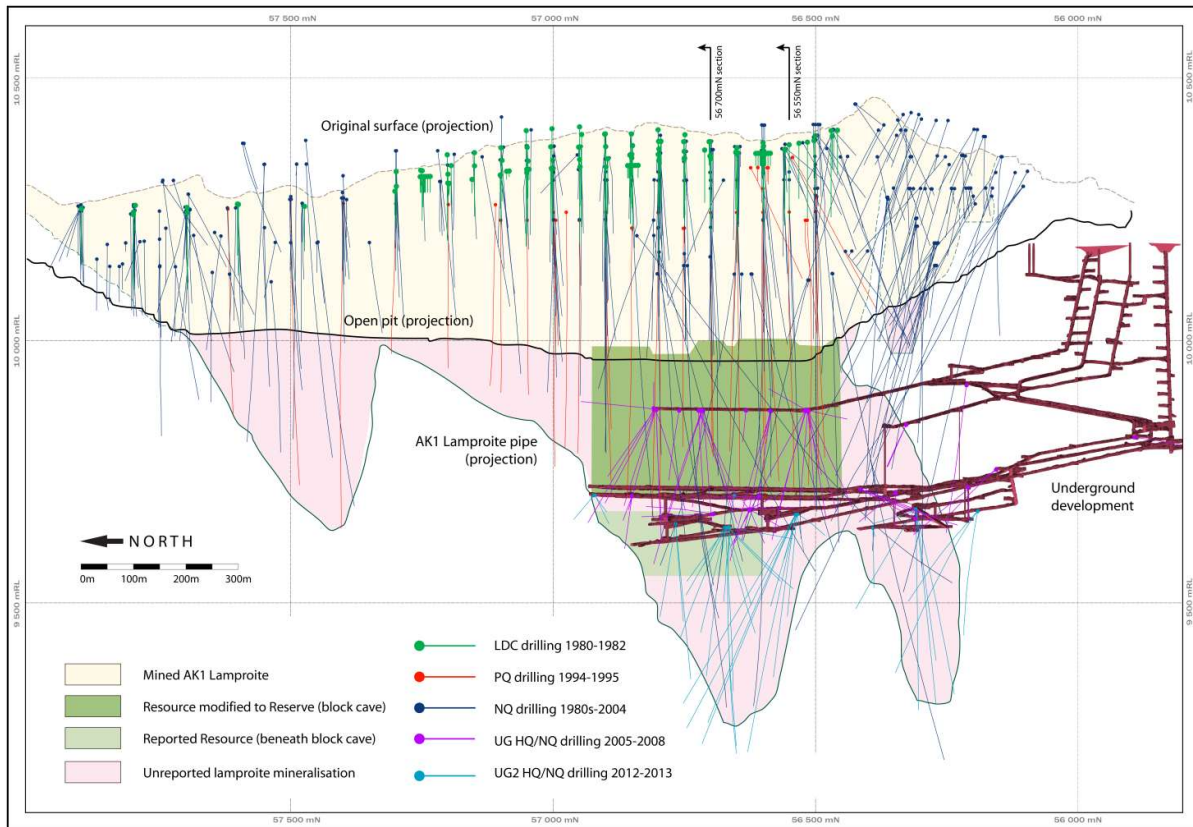 57 500 mN
57 000 mN
56 500 mN
56 000 mN
10 500 mRL
10 500 mRL
56 700mN section
56 550mN section
Original surface (projection)
Open pit (projection)
10 000 mRL
10 000 mRL
AK1 Lamproite pipe
(projection)
Underground
development
NORTH
0m 100m 200m 300m
9 500 mRL
9 500 mRL
Mined AK1 Lamproite
Resource modified to Reserve (block cave)
Reported Resource (beneath block cave)
Unreported lamproite mineralisation
LDC drilling 1980-1982
PQ drilling 1994-1995
NQ drilling 1980s-2004
UG HQ/NQ drilling 2005-2008
UG2 HQ/NQ drilling 2012-2013
57 500 mN
57 000 mN
56 500 mN
56 000 mN